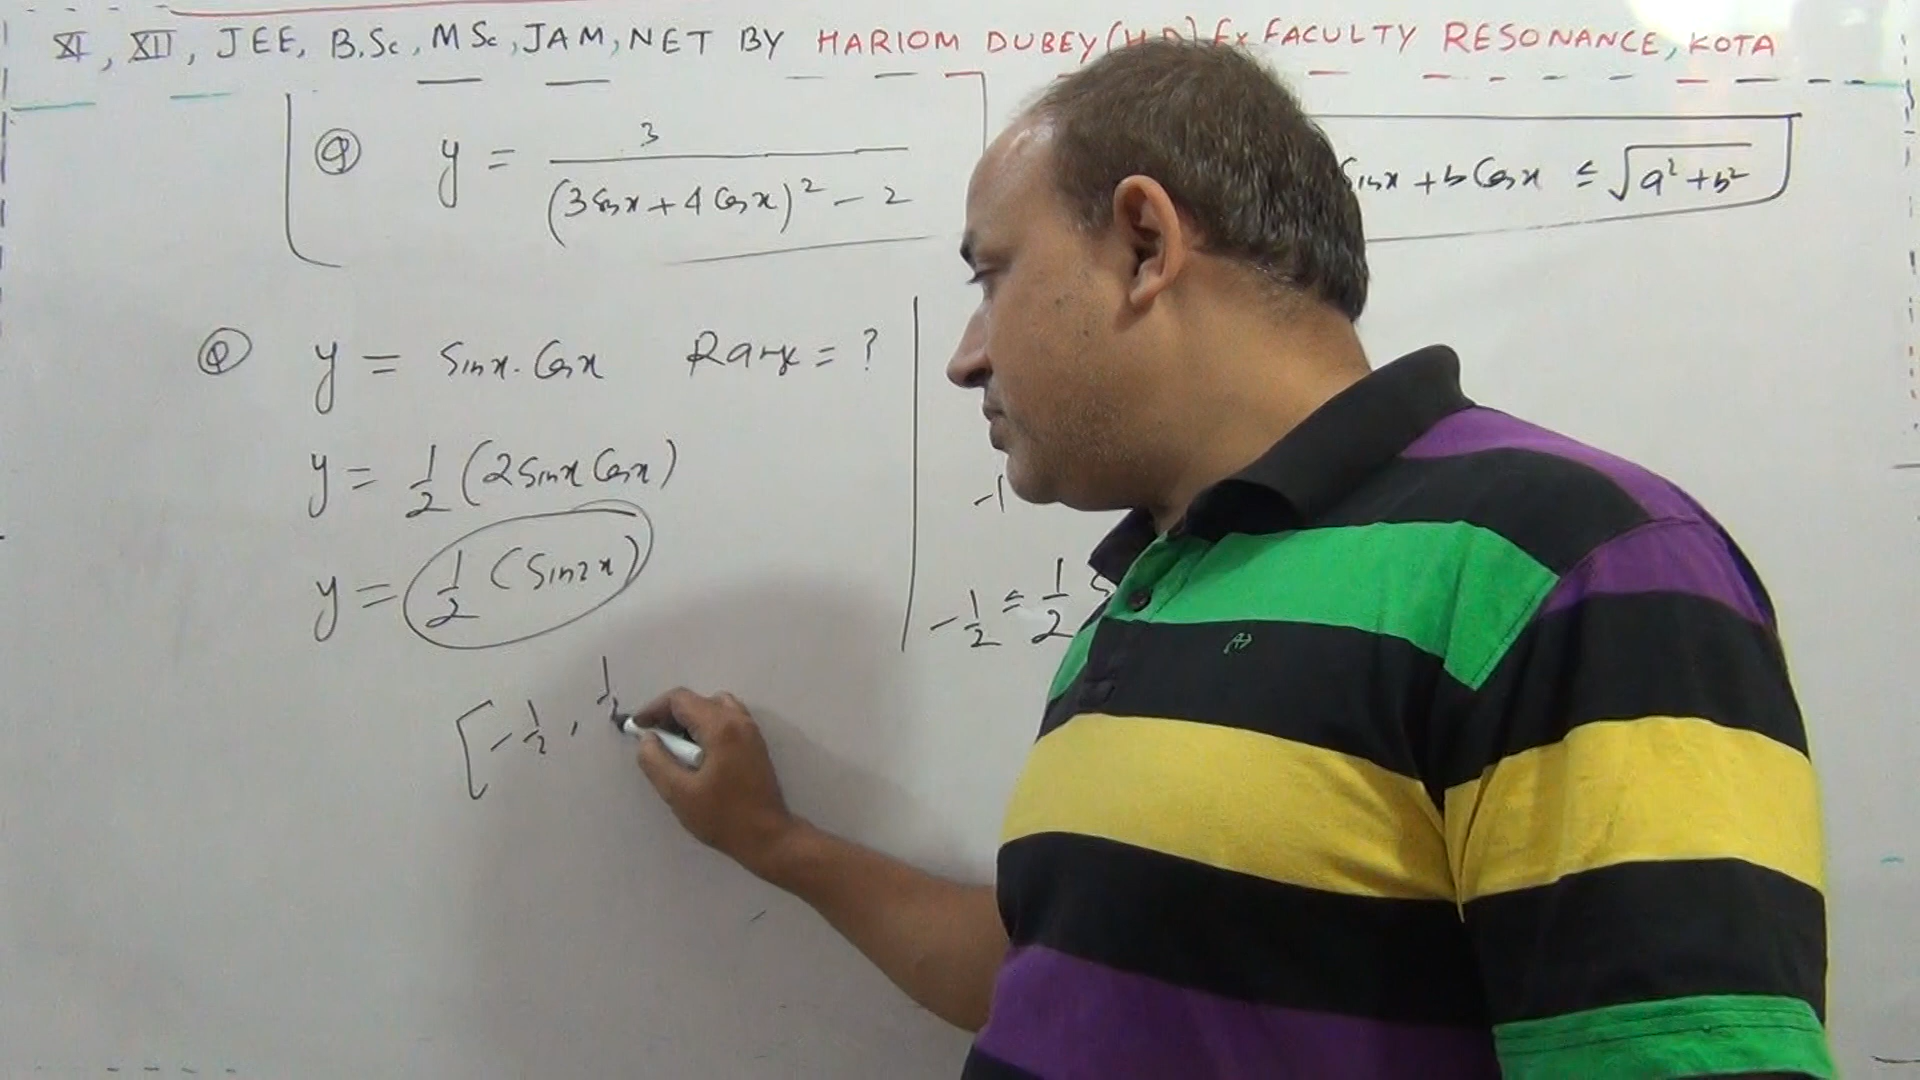 XI, XII, JEE, B.Sc, MSc, JAM, NET BY HARIOM DUBEY (H.D) Ex FACULTY RESONANCE, KOTA
Q y = 3 / (3 Sinx + 4 Cosx)² - 2
Sinx + b Cosx ≤ √a² + b²
Q y = Sinx. Cosx Range = ?
y = 1/2 (2 Sinx Cosx)
y = 1/2 (Sin2x)
[-1/2, 1/2
-1
-1/2 ≤ 1/2 S